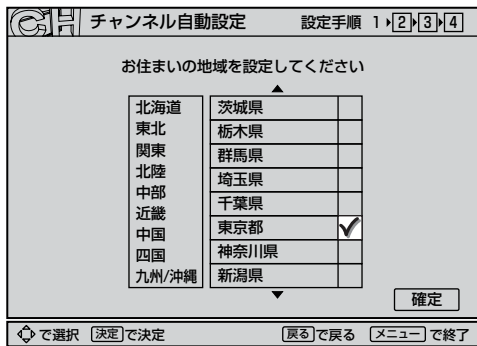 CH チャンネル自動設定 設定手順 1 2 3 4
お住まいの地域を設定してください
北海道
東北
関東
北陸
中部
近畿
中国
四国
九州/沖縄
茨城県
栃木県
群馬県
埼玉県
千葉県
東京都
神奈川県
新潟県
確定
で選択 決定で決定 戻るで戻る メニューで終了